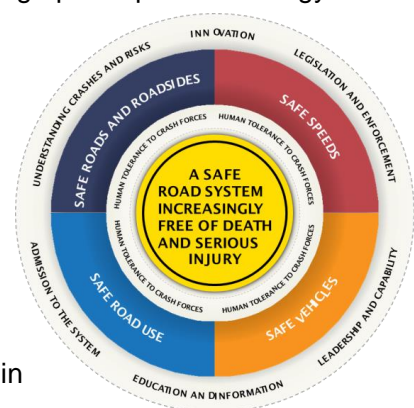 INN OVATION
LEGISLATION AND ENFORCEMENT
LEADERSHIP AND CAPABILITY
EDUCATION AN DINFORMATION
ADMISSION TO THE SYSTEM
UNDERSTANDING CRASHES AND RISKS
SAFE ROADS AND ROADSIDES
SAFE SPEEDS
SAFE VEHICLES
SAFE ROAD USE
HUMAN TOLERANCE TO CRASH FORCES
HUMAN TOLERANCE TO CRASH FORCES
HUMAN TOLERANCE TO CRASH FORCES
HUMAN TOLERANCE TO CRASH FORCES
A SAFE
ROAD SYSTEM
INCREASINGLY
FREE OF DEATH
AND SERIOUS
INJURY
in